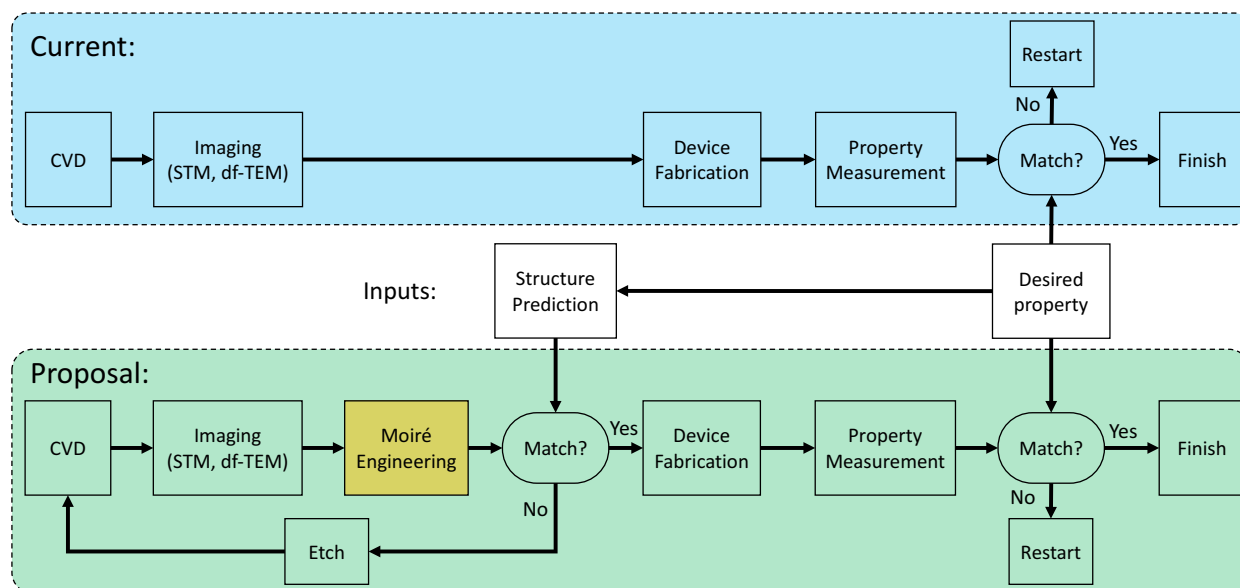 Current:
Restart
No
CVD
Imaging
(STM, df-TEM)
Device
Fabrication
Property
Measurement
Match?
Yes
Finish
Inputs:
Structure
Prediction
Desired
property
Proposal:
CVD
Imaging
(STM, df-TEM)
Moiré
Engineering
Match?
Yes
Device
Fabrication
Property
Measurement
Match?
Yes
Finish
No
No
Etch
Restart